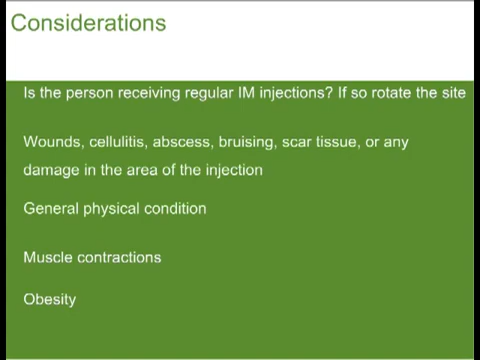 Considerations
Is the person receiving regular IM injections? If so rotate the site
Wounds, cellulitis, abscess, bruising, scar tissue, or any
damage in the area of the injection
General physical condition
Muscle contractions
Obesity